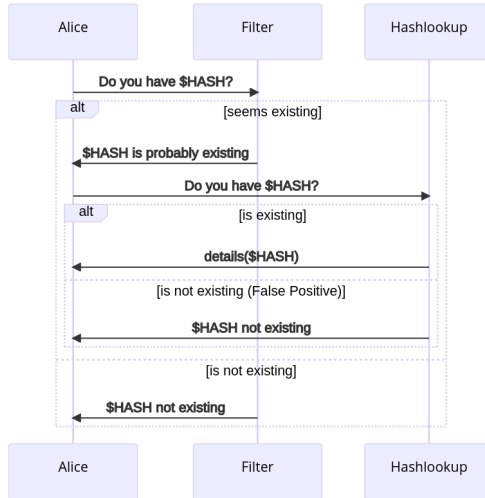 Alice
Filter
Hashlookup
Do you have $HASH?
alt
[seems existing]
$HASH is probably existing
Do you have $HASH?
alt
[is existing]
details($HASH)
[is not existing (False Positive)]
$HASH not existing
[is not existing]
$HASH not existing
Alice
Filter
Hashlookup